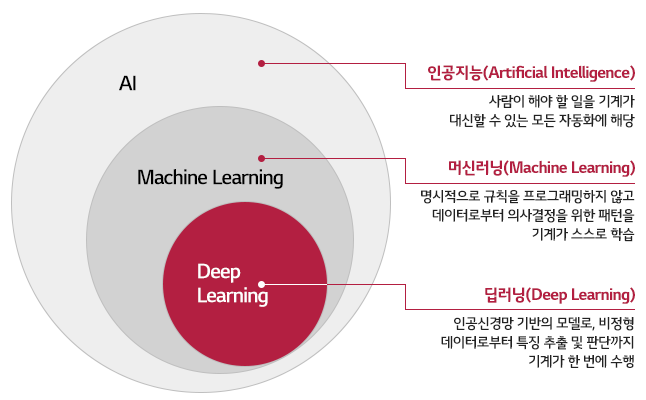 AI
Machine Learning
Deep
Learning
인공지능(Artificial Intelligence)
사람이 해야 할 일을 기계가
대신할 수 있는 모든 자동화에 해당
머신러닝(Machine Learning)
명시적으로 규칙을 프로그래밍하지 않고
데이터로부터 의사결정을 위한 패턴을
기계가 스스로 학습
딥러닝(Deep Learning)
인공신경망 기반의 모델로, 비정형
데이터로부터 특징 추출 및 판단까지
기계가 한 번에 수행